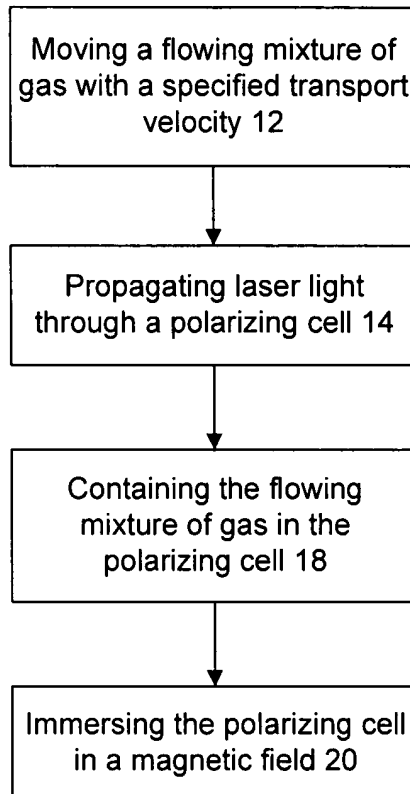 Moving a flowing mixture of
gas with a specified transport
velocity 12
Propagating laser light
through a polarizing cell 14
Containing the flowing
mixture of gas in the
polarizing cell 18
Immersing the polarizing cell
in a magnetic field 20